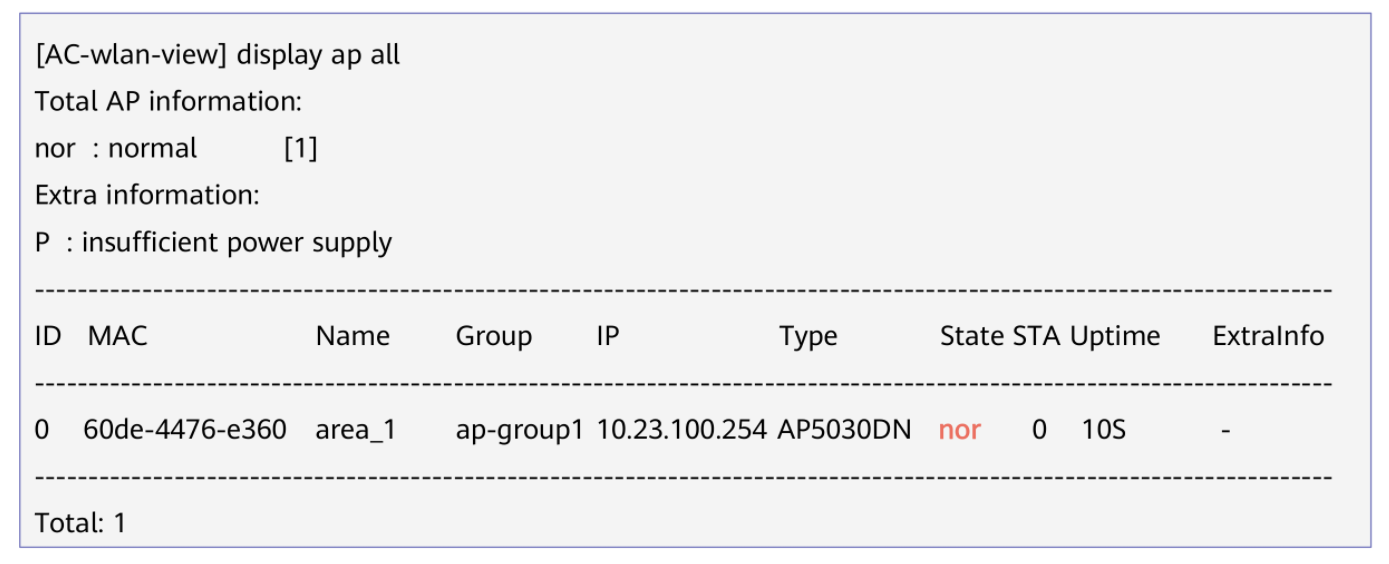 [AC-wlan-view] display ap all
Total AP information:
nor : normal [1]
Extra information:
P : insufficient power supply
--------------------------------------------------------------------------------------------------------------------------
ID MAC Name Group IP Type State STA Uptime ExtraInfo
--------------------------------------------------------------------------------------------------------------------------
0 60de-4476-e360 area_1 ap-group1 10.23.100.254 AP5030DN nor 0 10S -
--------------------------------------------------------------------------------------------------------------------------
Total: 1